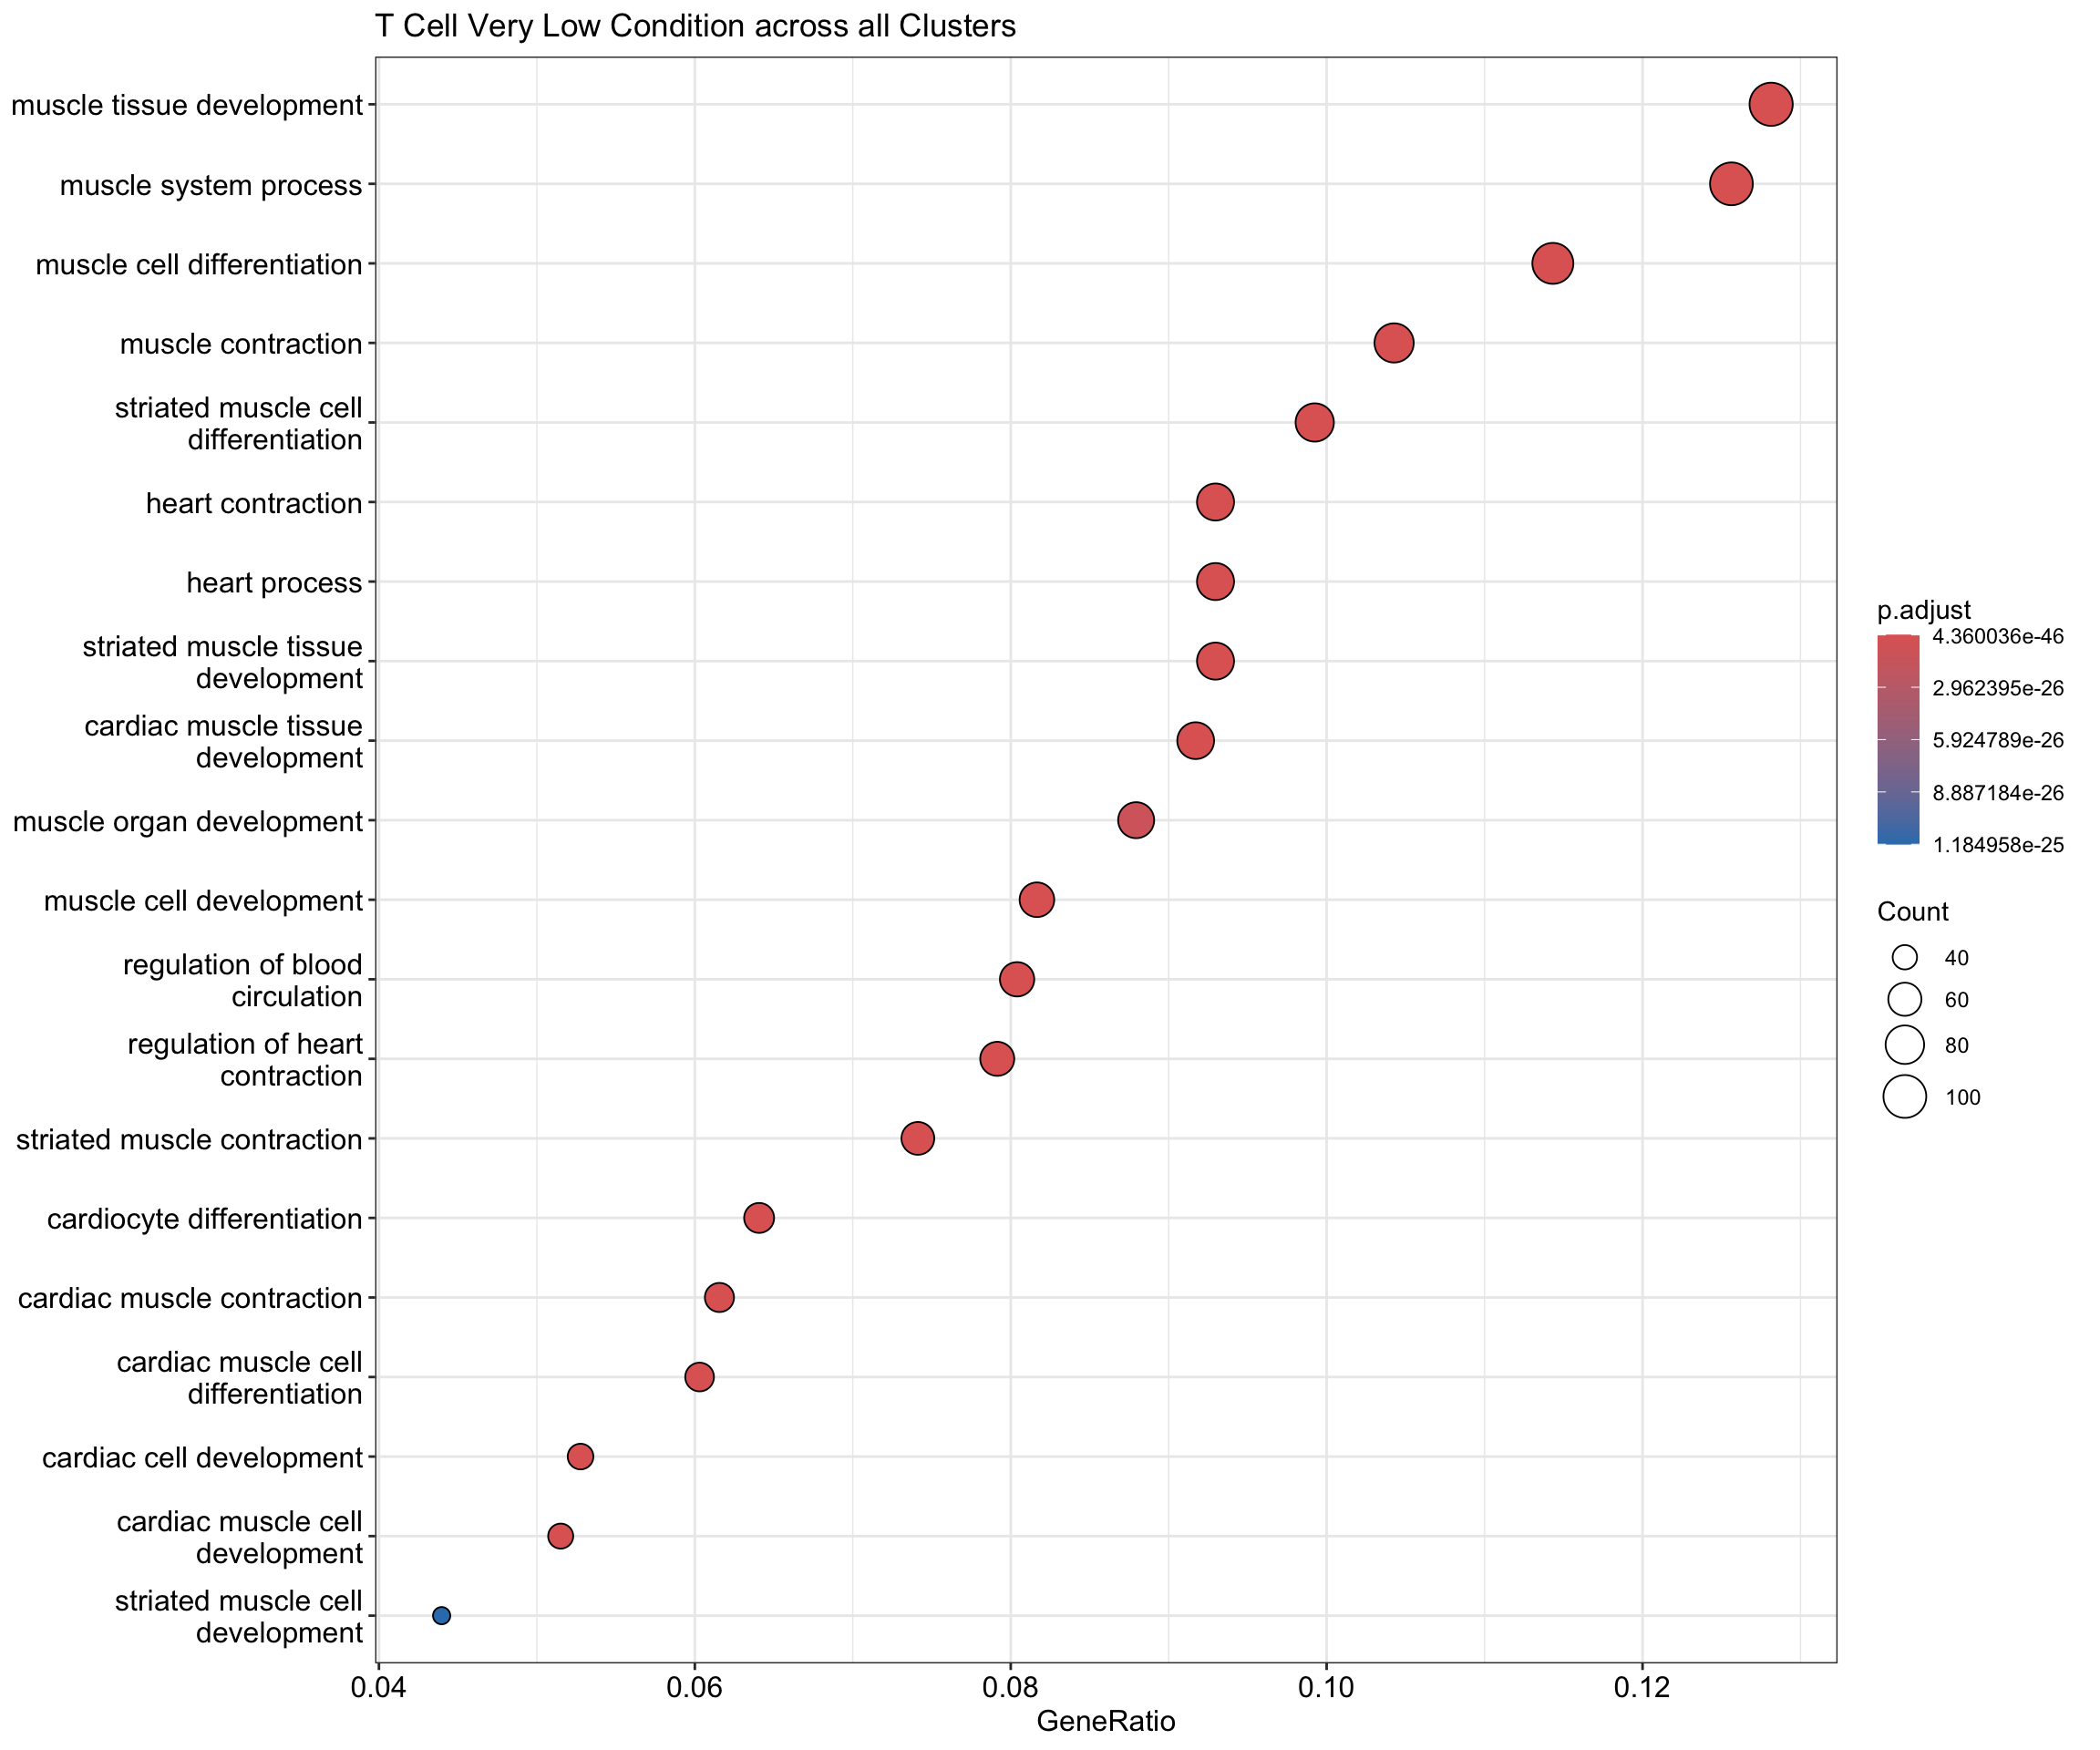 T Cell Very Low Condition across all Clusters
muscle tissue development
muscle system process
muscle cell differentiation
muscle contraction
striated muscle cell
differentiation
heart contraction
heart process
striated muscle tissue
development
cardiac muscle tissue
development
muscle organ development
muscle cell development
regulation of blood
circulation
regulation of heart
contraction
striated muscle contraction
cardiocyte differentiation
cardiac muscle contraction
cardiac muscle cell
differentiation
cardiac cell development
cardiac muscle cell
development
striated muscle cell
development
0.04 0.06 0.08 0.10 0.12
GeneRatio
p.adjust
4.360036e-46
2.962395e-26
5.924789e-26
8.887184e-26
1.184958e-25
Count
40
60
80
100